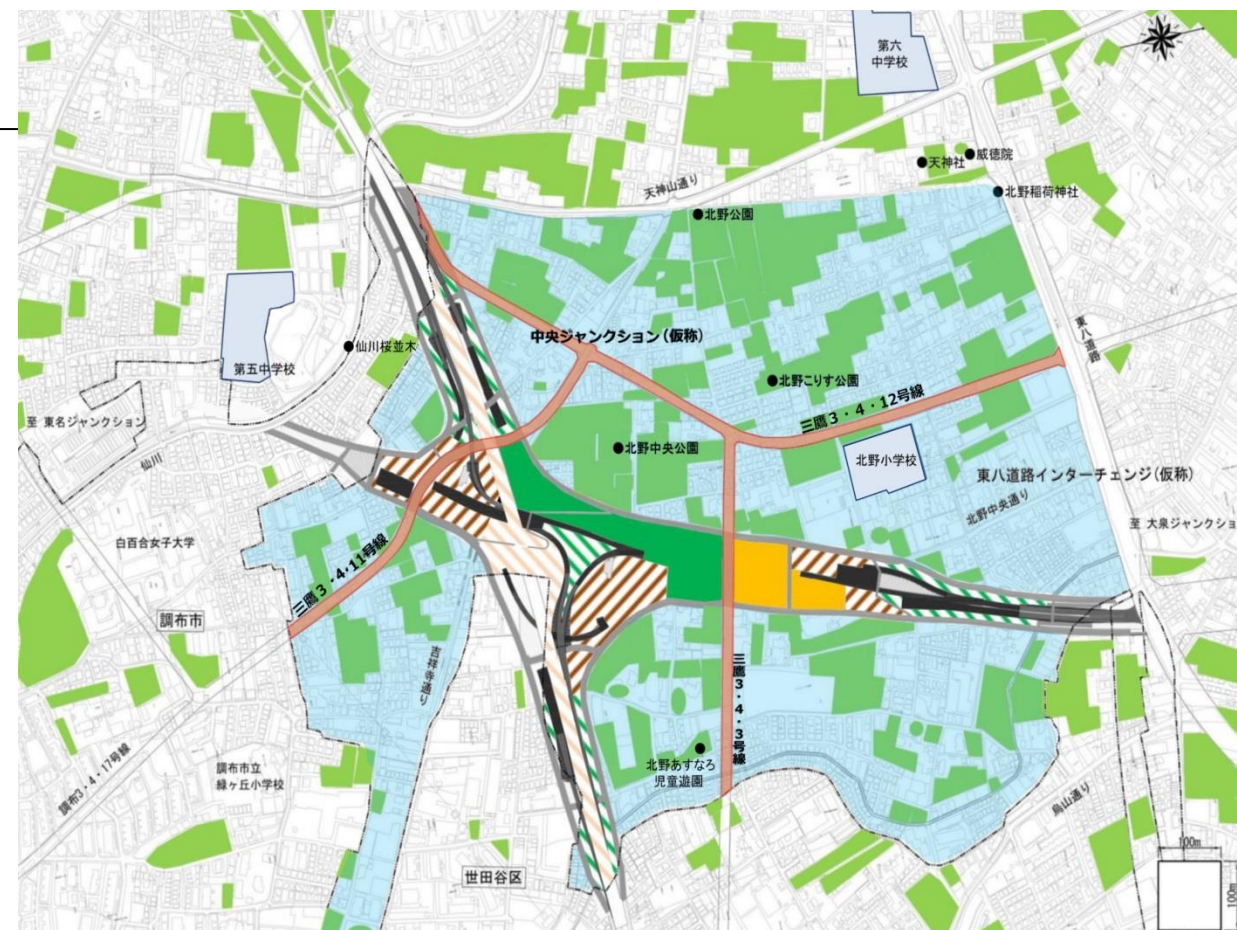 第六
中学校
天神社
威徳院
北野稲荷神社
天神山通り
北野公園
東八道路
中央ジャンクション(仮称)
仙川桜並木
第五中学校
北野こりす公園
三鷹3・4・12号線
至 東名ジャンクション
仙川
北野中央公園
北野小学校
東八道路インターチェンジ(仮称)
北野中央通り
至 大泉ジャンクショ
白百合女子大学
三鷹3・4・11号線
調布市
吉祥寺通り
三鷹3・4・3号線
北野あすなろ
児童遊園
調布3・4・17号線
調布市立
緑ヶ丘小学校
烏山通り
世田谷区
100m
100m